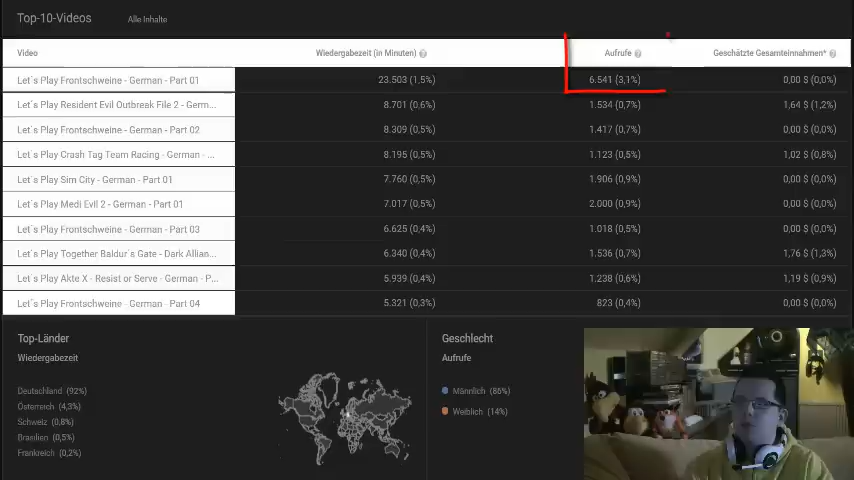 Top-10-Videos Alle Inhalte
Video Wiedergabezeit (in Minuten) ? Aufrufe ? Geschätzte Gesamteinnahmen* ?
Let´s Play Frontschweine - German - Part 01 23.503 (1,5%) 6.541 (3,1%) 0,00 $ (0,0%)
Let´s Play Resident Evil Outbreak File 2 - Germ... 8.701 (0,6%) 1.534 (0,7%) 1,64 $ (1,2%)
Let´s Play Frontschweine - German - Part 02 8.309 (0,5%) 1.417 (0,7%) 0,00 $ (0,0%)
Let´s Play Crash Tag Team Racing - German - ... 8.195 (0,5%) 1.123 (0,5%) 1,02 $ (0,8%)
Let´s Play Sim City - German - Part 01 7.760 (0,5%) 1.906 (0,9%) 0,00 $ (0,0%)
Let´s Play Medi Evil 2 - German - Part 01 7.017 (0,5%) 2.000 (0,9%) 0,00 $ (0,0%)
Let´s Play Frontschweine - German - Part 03 6.625 (0,4%) 1.018 (0,5%) 0,00 $ (0,0%)
Let´s Play Together Baldur´s Gate - Dark Allian... 6.340 (0,4%) 1.536 (0,7%) 1,76 $ (1,3%)
Let´s Play Akte X - Resist or Serve - German - P... 5.939 (0,4%) 1.238 (0,6%) 1,19 $ (0,9%)
Let´s Play Frontschweine - German - Part 04 5.321 (0,3%) 823 (0,4%) 0,00 $ (0,0%)
Top-Länder
Wiedergabezeit
Deutschland (92%)
Österreich (4,3%)
Schweiz (0,8%)
Brasilien (0,5%)
Frankreich (0,2%)
Geschlecht
Aufrufe
Männlich (86%)
Weiblich (14%)